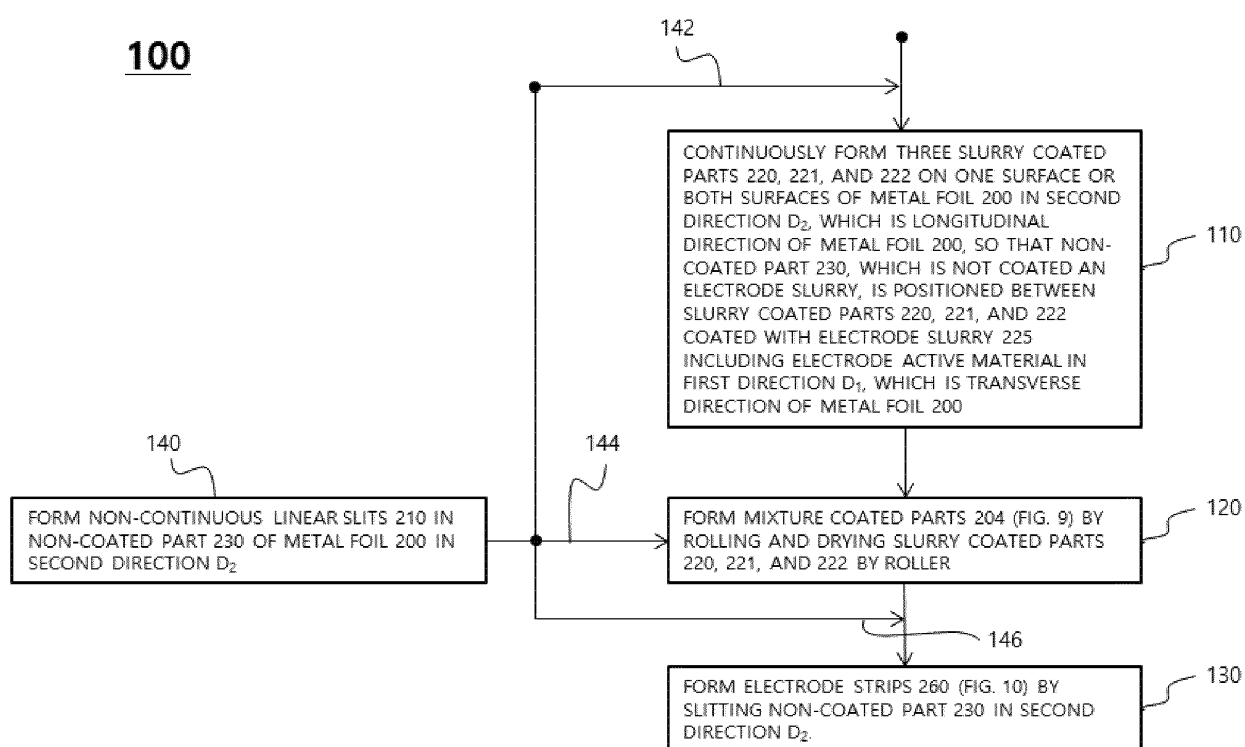 100
142
CONTINUOUSLY FORM THREE SLURRY COATED
PARTS 220, 221, AND 222 ON ONE SURFACE OR
BOTH SURFACES OF METAL FOIL 200 IN SECOND
DIRECTION D₂, WHICH IS LONGITUDINAL
DIRECTION OF METAL FOIL 200, SO THAT NON-
COATED PART 230, WHICH IS NOT COATED AN
ELECTRODE SLURRY, IS POSITIONED BETWEEN
SLURRY COATED PARTS 220, 221, AND 222
COATED WITH ELECTRODE SLURRY 225
INCLUDING ELECTRODE ACTIVE MATERIAL IN
FIRST DIRECTION D₁, WHICH IS TRANSVERSE
DIRECTION OF METAL FOIL 200
110
140
FORM NON-CONTINUOUS LINEAR SLITS 210 IN
NON-COATED PART 230 OF METAL FOIL 200 IN
SECOND DIRECTION D₂
144
FORM MIXTURE COATED PARTS 204 (FIG. 9) BY
ROLLING AND DRYING SLURRY COATED PARTS
220, 221, AND 222 BY ROLLER
120
146
FORM ELECTRODE STRIPS 260 (FIG. 10) BY
SLITTING NON-COATED PART 230 IN SECOND
DIRECTION D₂.
130